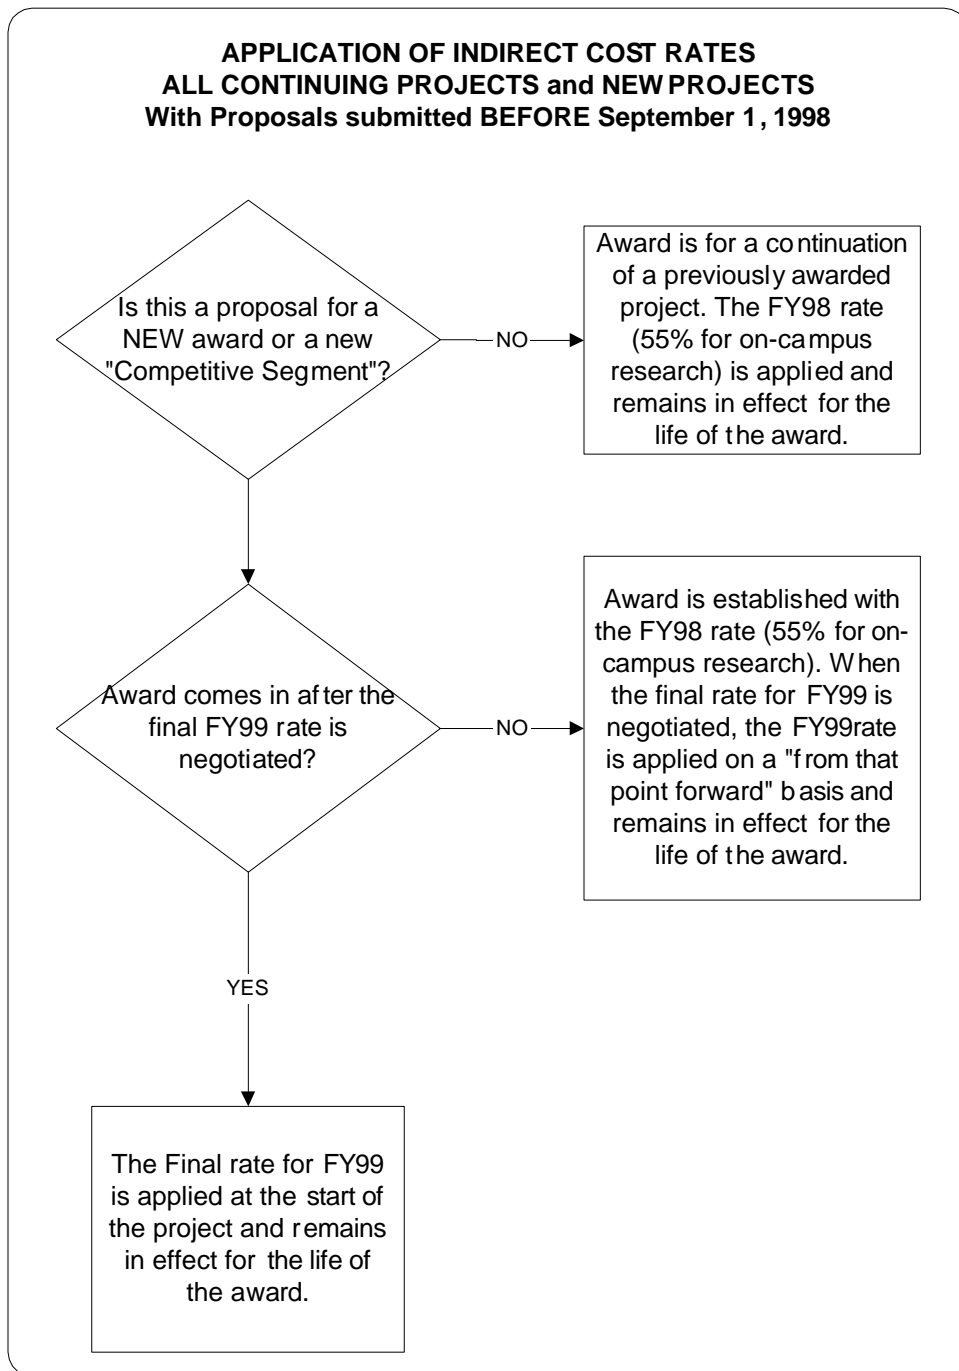 APPLICATION OF INDIRECT COST RATES
ALL CONTINUING PROJECTS and NEW PROJECTS
With Proposals submitted BEFORE September 1, 1998
Is this a proposal for a
NEW award or a new
"Competitive Segment"?
NO
Award is for a continuation
of a previously awarded
project. The FY98 rate
(55% for on-campus
research) is applied and
remains in effect for the
life of the award.
Award comes in after the
final FY99 rate is
negotiated?
NO
Award is established with
the FY98 rate (55% for on-
campus research). When
the final rate for FY99 is
negotiated, the FY99rate
is applied on a "from that
point forward" basis and
remains in effect for the
life of the award.
YES
The Final rate for FY99
is applied at the start of
the project and remains
in effect for the life of
the award.